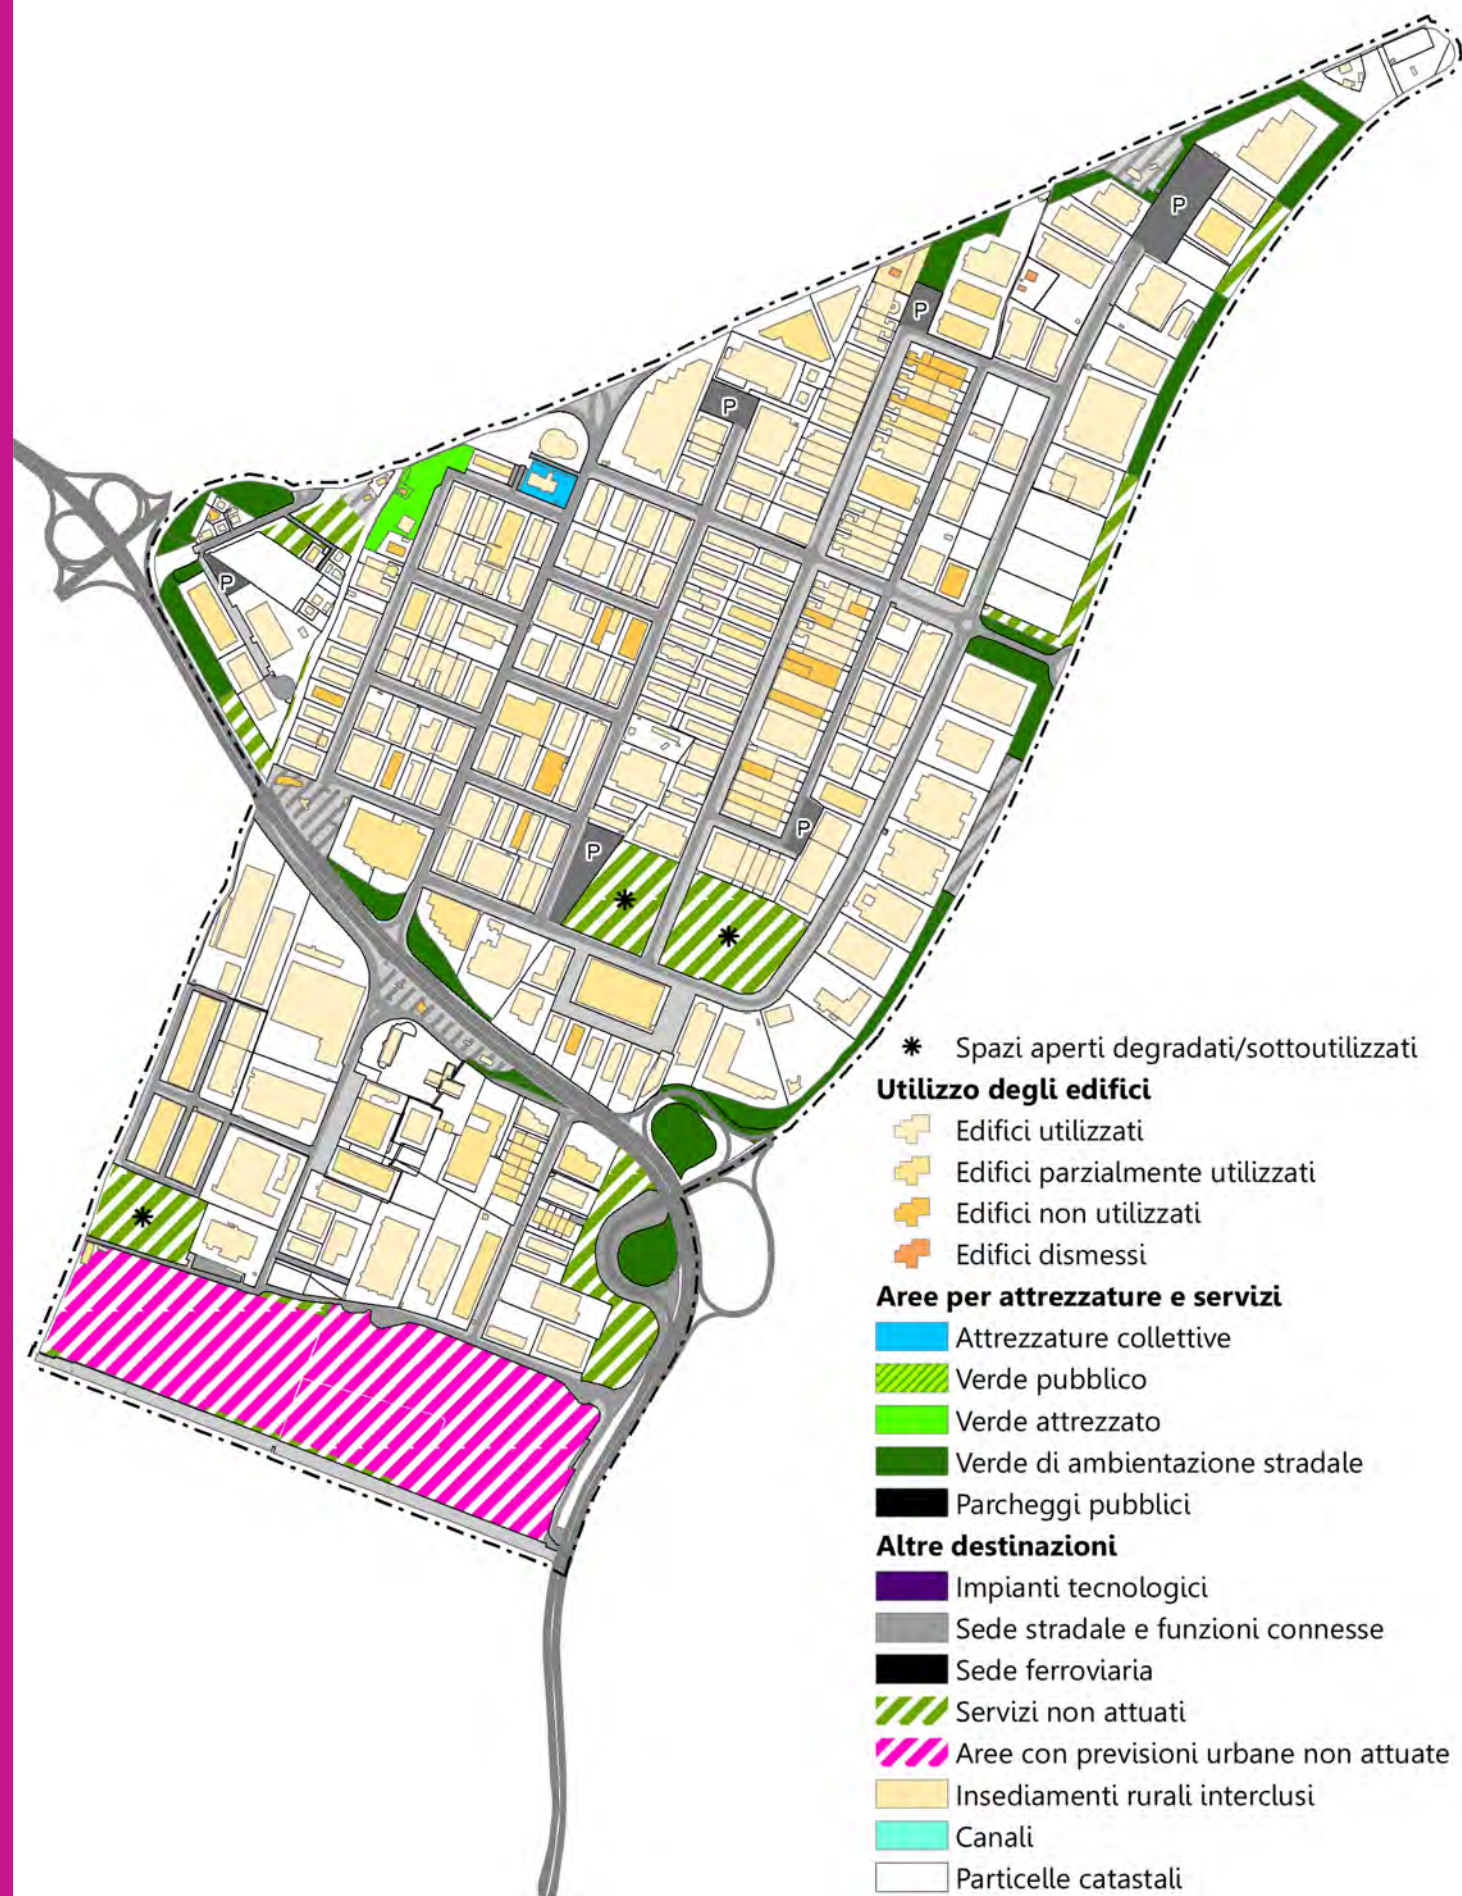 P
P
P
P
P
P
Spazi aperti degradati/sottoutilizzati
Utilizzo degli edifici
Edifici utilizzati
Edifici parzialmente utilizzati
Edifici non utilizzati
Edifici dismessi
Aree per attrezzature e servizi
Attrezzature collettive
Verde pubblico
Verde attrezzato
Verde di ambientazione stradale
Parcheggi pubblici
Altre destinazioni
Impianti tecnologici
Sede stradale e funzioni connesse
Sede ferroviaria
Servizi non attuati
Aree con previsioni urbane non attuate
Insediamenti rurali interclusi
Canali
Particelle catastali